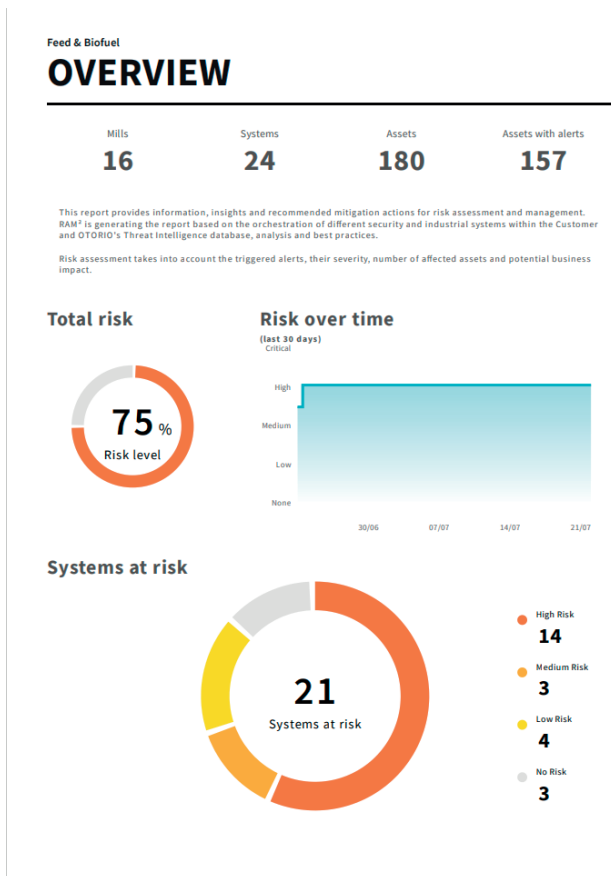 Feed & Biofuel
OVERVIEW
Mills
16
Systems
24
Assets
180
Assets with alerts
157
This report provides information, insights and recommended mitigation actions for risk assessment and management.
RAM² is generating the report based on the orchestration of different security and industrial systems within the Customer
and OTORIO's Threat Intelligence database, analysis and best practices.
Risk assessment takes into account the triggered alerts, their severity, number of affected assets and potential business
impact.
Total risk
75 %
Risk level
Risk over time
(last 30 days)
Critical
High
Medium
Low
None
30/06
07/07
14/07
21/07
Systems at risk
21
Systems at risk
High Risk
14
Medium Risk
3
Low Risk
4
No Risk
3